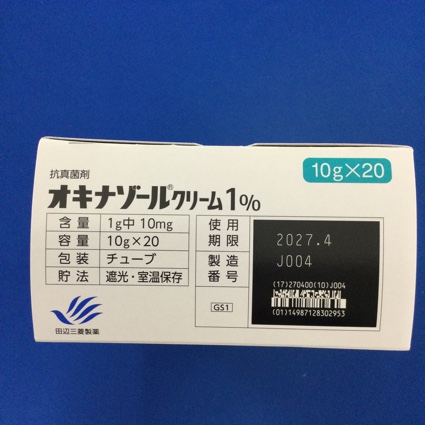 抗真菌剤
オキナゾール®クリーム1%
10g×20
含量 1g中 10mg
容量 10g×20
包装 チューブ
貯法 遮光・室温保存
使用期限 2027.4
製造番号 J004
GS1
(17)270400(10)J004
(01)14987128302953
田辺三菱製薬